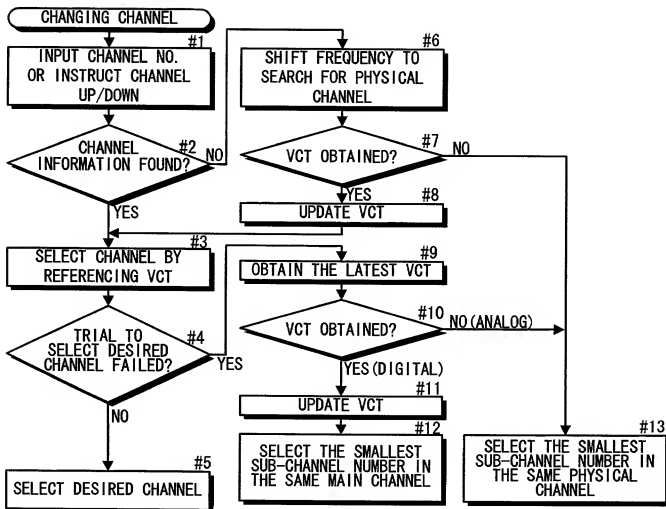 CHANGING CHANNEL
#1
INPUT CHANNEL NO.
OR INSTRUCT CHANNEL
UP/DOWN
#2
CHANNEL
INFORMATION FOUND?
NO
YES
#3
SELECT CHANNEL BY
REFERENCING VCT
#4
TRIAL TO
SELECT DESIRED
CHANNEL FAILED?
YES
NO
#5
SELECT DESIRED CHANNEL
#6
SHIFT FREQUENCY TO
SEARCH FOR PHYSICAL
CHANNEL
#7
VCT OBTAINED?
NO
YES
#8
UPDATE VCT
#9
OBTAIN THE LATEST VCT
#10
VCT OBTAINED?
NO(ANALOG)
YES(DIGITAL)
#11
UPDATE VCT
#12
SELECT THE SMALLEST
SUB-CHANNEL NUMBER IN
THE SAME MAIN CHANNEL
#13
SELECT THE SMALLEST
SUB-CHANNEL NUMBER IN
THE SAME PHYSICAL
CHANNEL